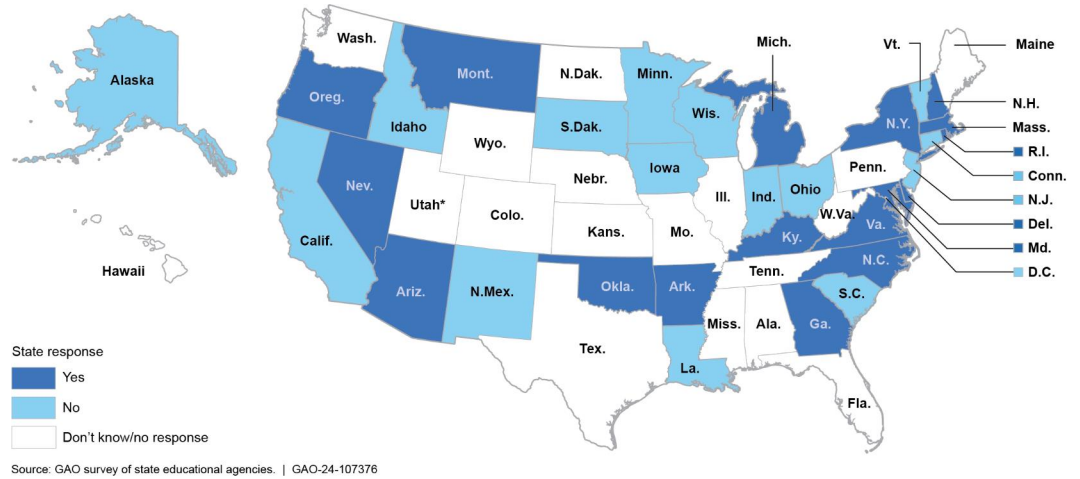 Alaska
Hawaii
Wash.
Oreg.
Calif.
Mont.
Idaho
Nev.
Utah*
Ariz.
Wyo.
Colo.
N.Mex.
N.Dak.
S.Dak.
Nebr.
Kans.
Okla.
Tex.
Minn.
Iowa
Mo.
Ark.
La.
Wis.
Ill.
Mich.
Ind.
Ohio
Ky.
Tenn.
Miss.
Ala.
Ga.
Fla.
S.C.
N.C.
Va.
W.Va.
Penn.
N.Y.
Vt.
Maine
N.H.
Mass.
R.I.
Conn.
N.J.
Del.
Md.
D.C.
State response
Yes
No
Don't know/no response
Source: GAO survey of state educational agencies. | GAO-24-107376